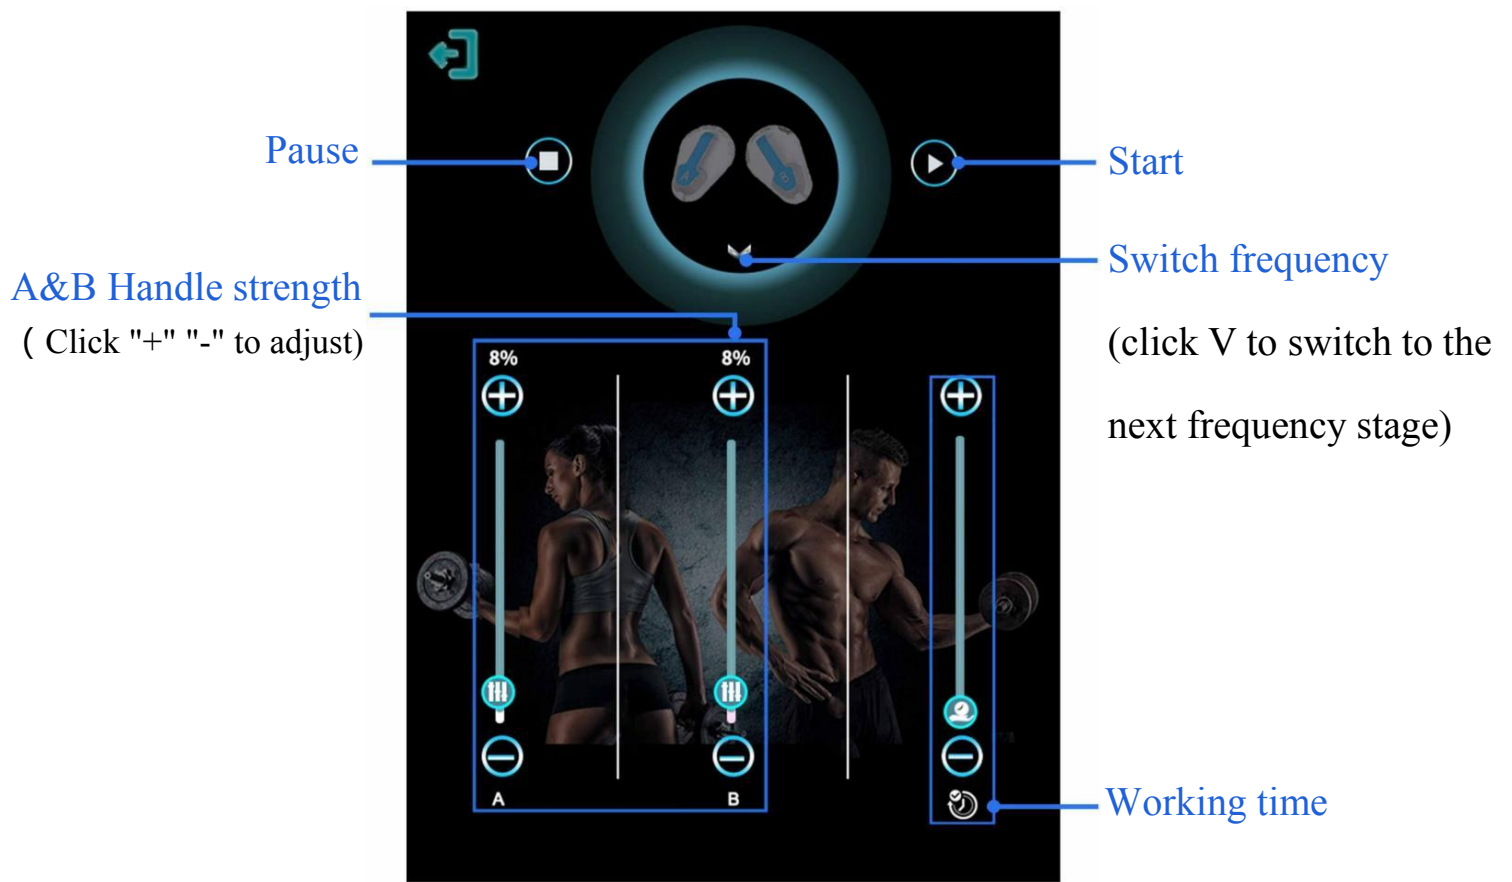 Pause
Start
A&B Handle strength
( Click "+" "-" to adjust)
Switch frequency
(click V to switch to the
next frequency stage)
8%
8%
A
B
A
B
Working time